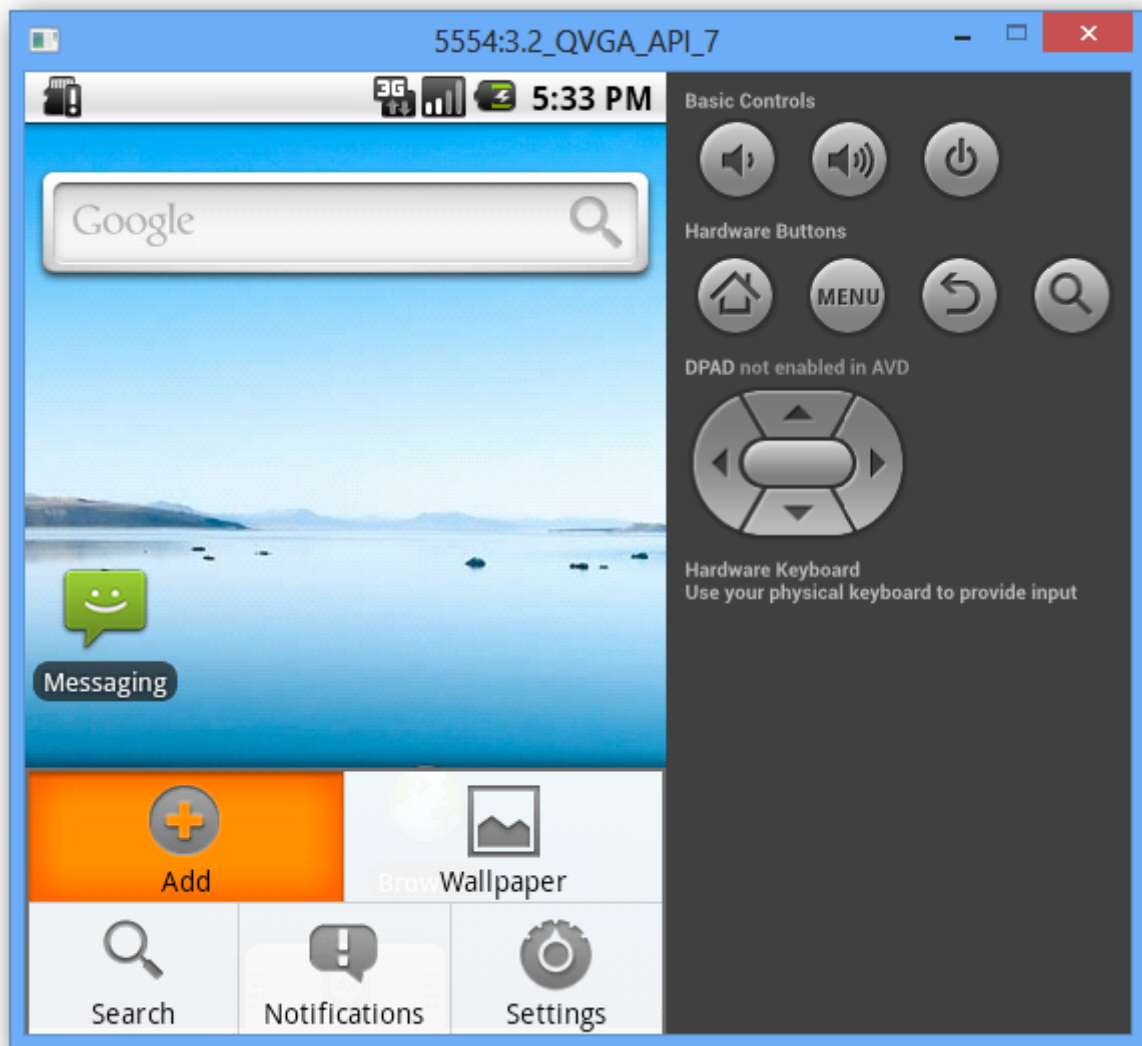 5554:3.2_QVGA_API_7
3G 5:33 PM
Google
Messaging
Add
Wallpaper
Search
Notifications
Settings
Basic Controls
Hardware Buttons
MENU
DPAD not enabled in AVD
Hardware Keyboard
Use your physical keyboard to provide input